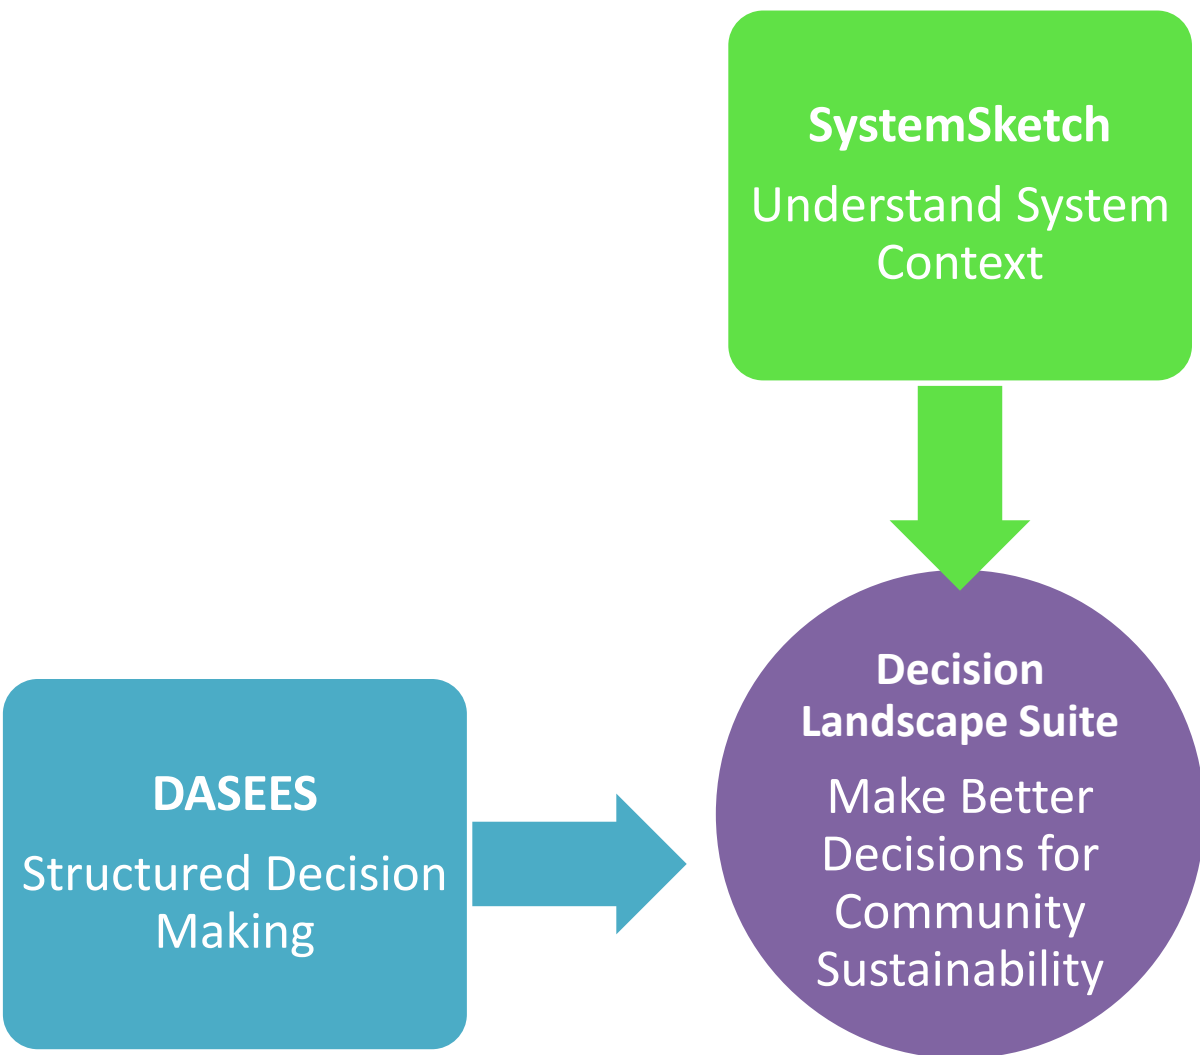 SystemSketch
Understand System
Context
Decision
Landscape Suite
Make Better
Decisions for
Community
Sustainability
DASEES
Structured Decision
Making